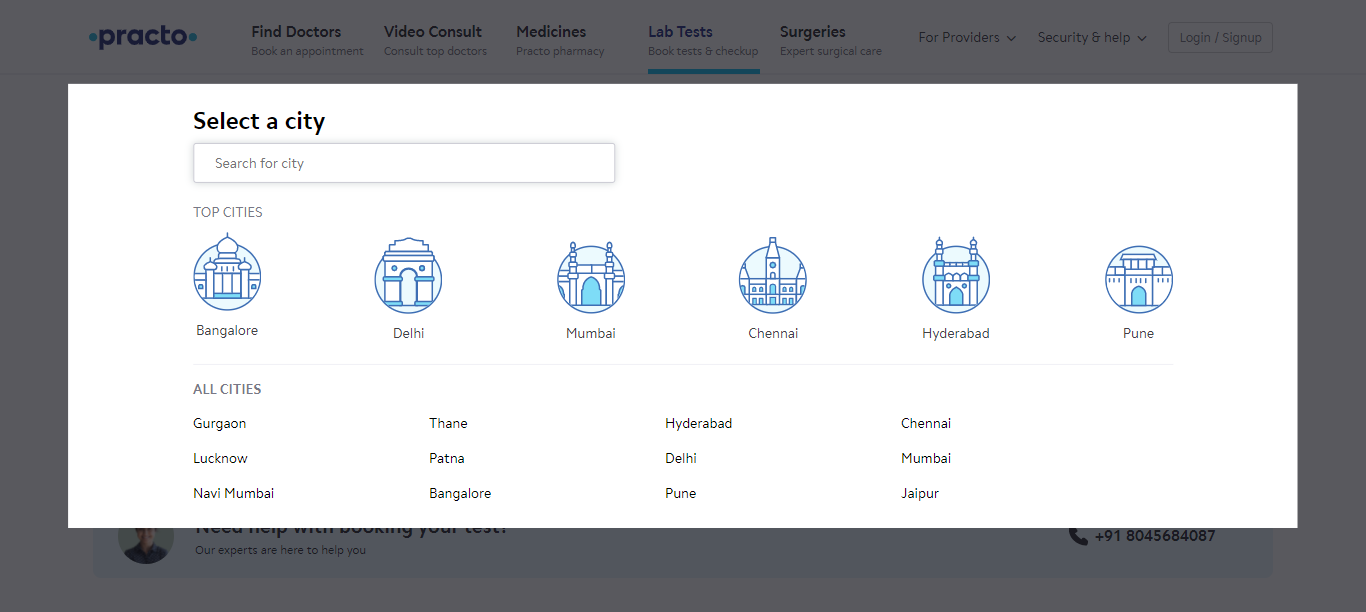 practo
Find Doctors
Book an appointment
Video Consult
Consult top doctors
Medicines
Practo pharmacy
Lab Tests
Book tests & checkup
Surgeries
Expert surgical care
For Providers
Security & help
Login / Signup
Select a city
Search for city
TOP CITIES
Bangalore
Delhi
Mumbai
Chennai
Hyderabad
Pune
ALL CITIES
Gurgaon
Thane
Hyderabad
Chennai
Lucknow
Patna
Delhi
Mumbai
Navi Mumbai
Bangalore
Pune
Jaipur
Need help with booking your test?
Our experts are here to help you
+91 8045684087